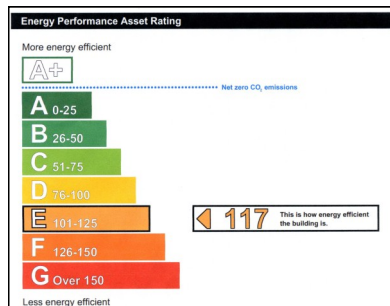 Energy Performance Asset Rating
More energy efficient
A+
Net zero CO₂ emissions
A 0-25
B 26-50
C 51-75
D 76-100
E 101-125
117 This is how energy efficient
the building is.
F 126-150
G Over 150
Less energy efficient